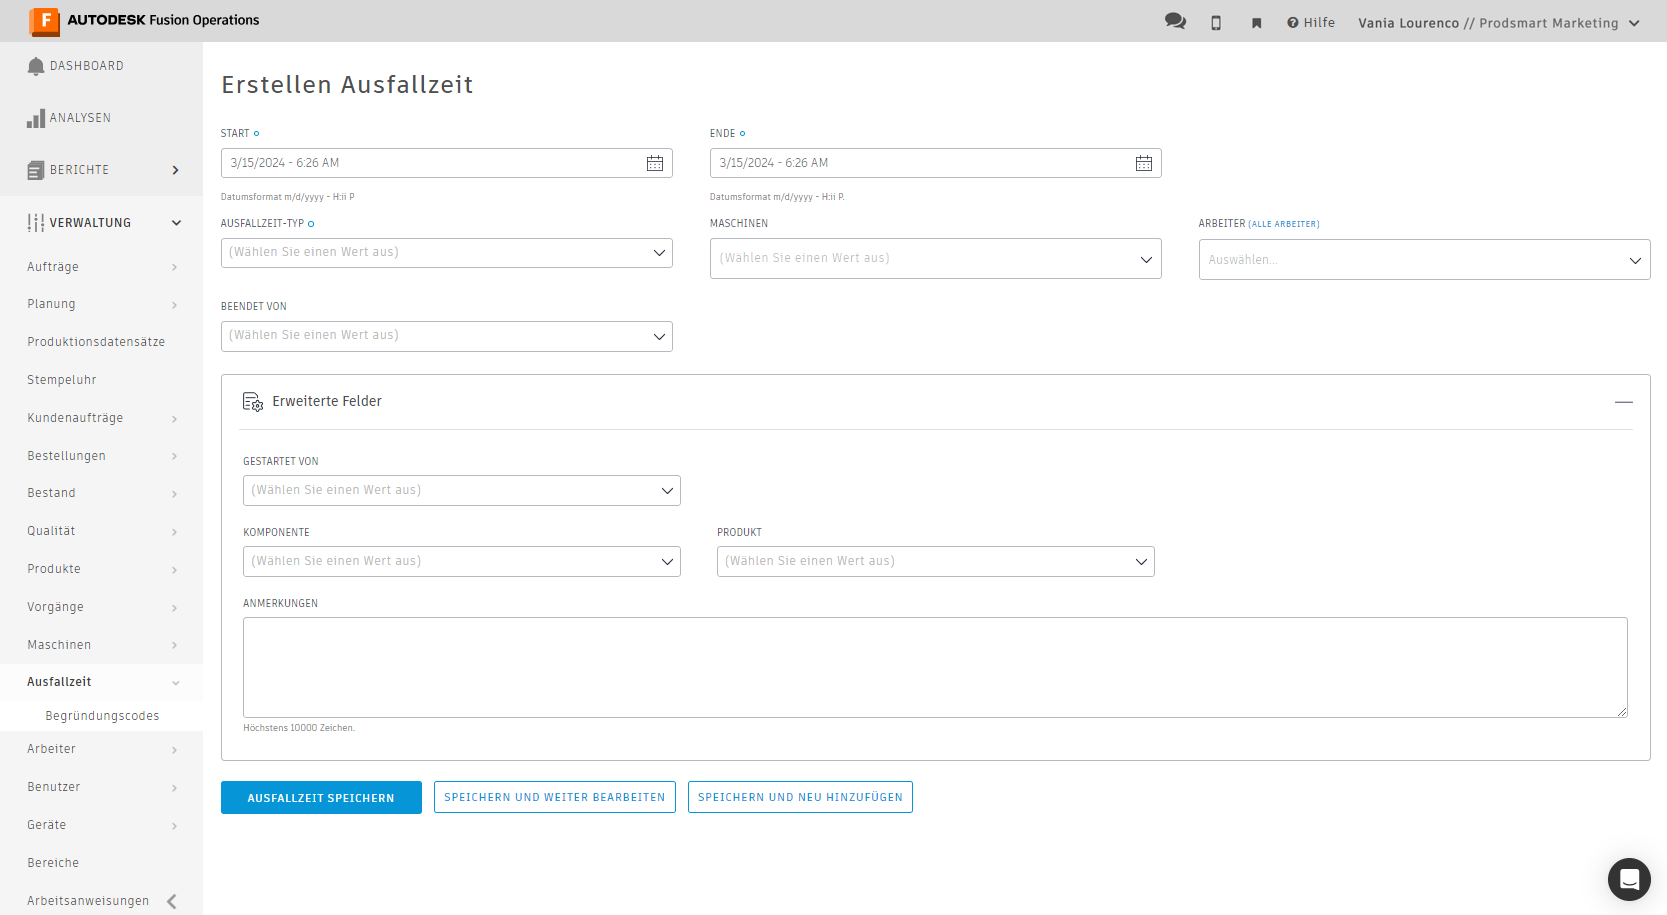 F AUTODESK Fusion Operations
Hilfe
Vania Lourenco // Prodsmart Marketing
DASHBOARD
ANALYSEN
BERICHTE
VERWALTUNG
Aufträge
Planung
Produktionsdatensätze
Stempeluhr
Kundenaufträge
Bestellungen
Bestand
Qualität
Produkte
Vorgänge
Maschinen
Ausfallzeit
Begründungscodes
Arbeiter
Benutzer
Geräte
Bereiche
Arbeitsanweisungen
Erstellen Ausfallzeit
START
3/15/2024 - 6:26 AM
Datumsformat m/d/yyyy - H:ii P
ENDE
3/15/2024 - 6:26 AM
Datumsformat m/d/yyyy - H:ii P.
AUSFALLZEIT-TYP
(Wählen Sie einen Wert aus)
MASCHINEN
(Wählen Sie einen Wert aus)
ARBEITER (ALLE ARBEITER)
Auswählen...
BEENDET VON
(Wählen Sie einen Wert aus)
Erweiterte Felder
GESTARTET VON
(Wählen Sie einen Wert aus)
KOMPONENTE
(Wählen Sie einen Wert aus)
PRODUKT
(Wählen Sie einen Wert aus)
ANMERKUNGEN
Höchstens 10000 Zeichen.
AUSFALLZEIT SPEICHERN
SPEICHERN UND WEITER BEARBEITEN
SPEICHERN UND NEU HINZUFÜGEN